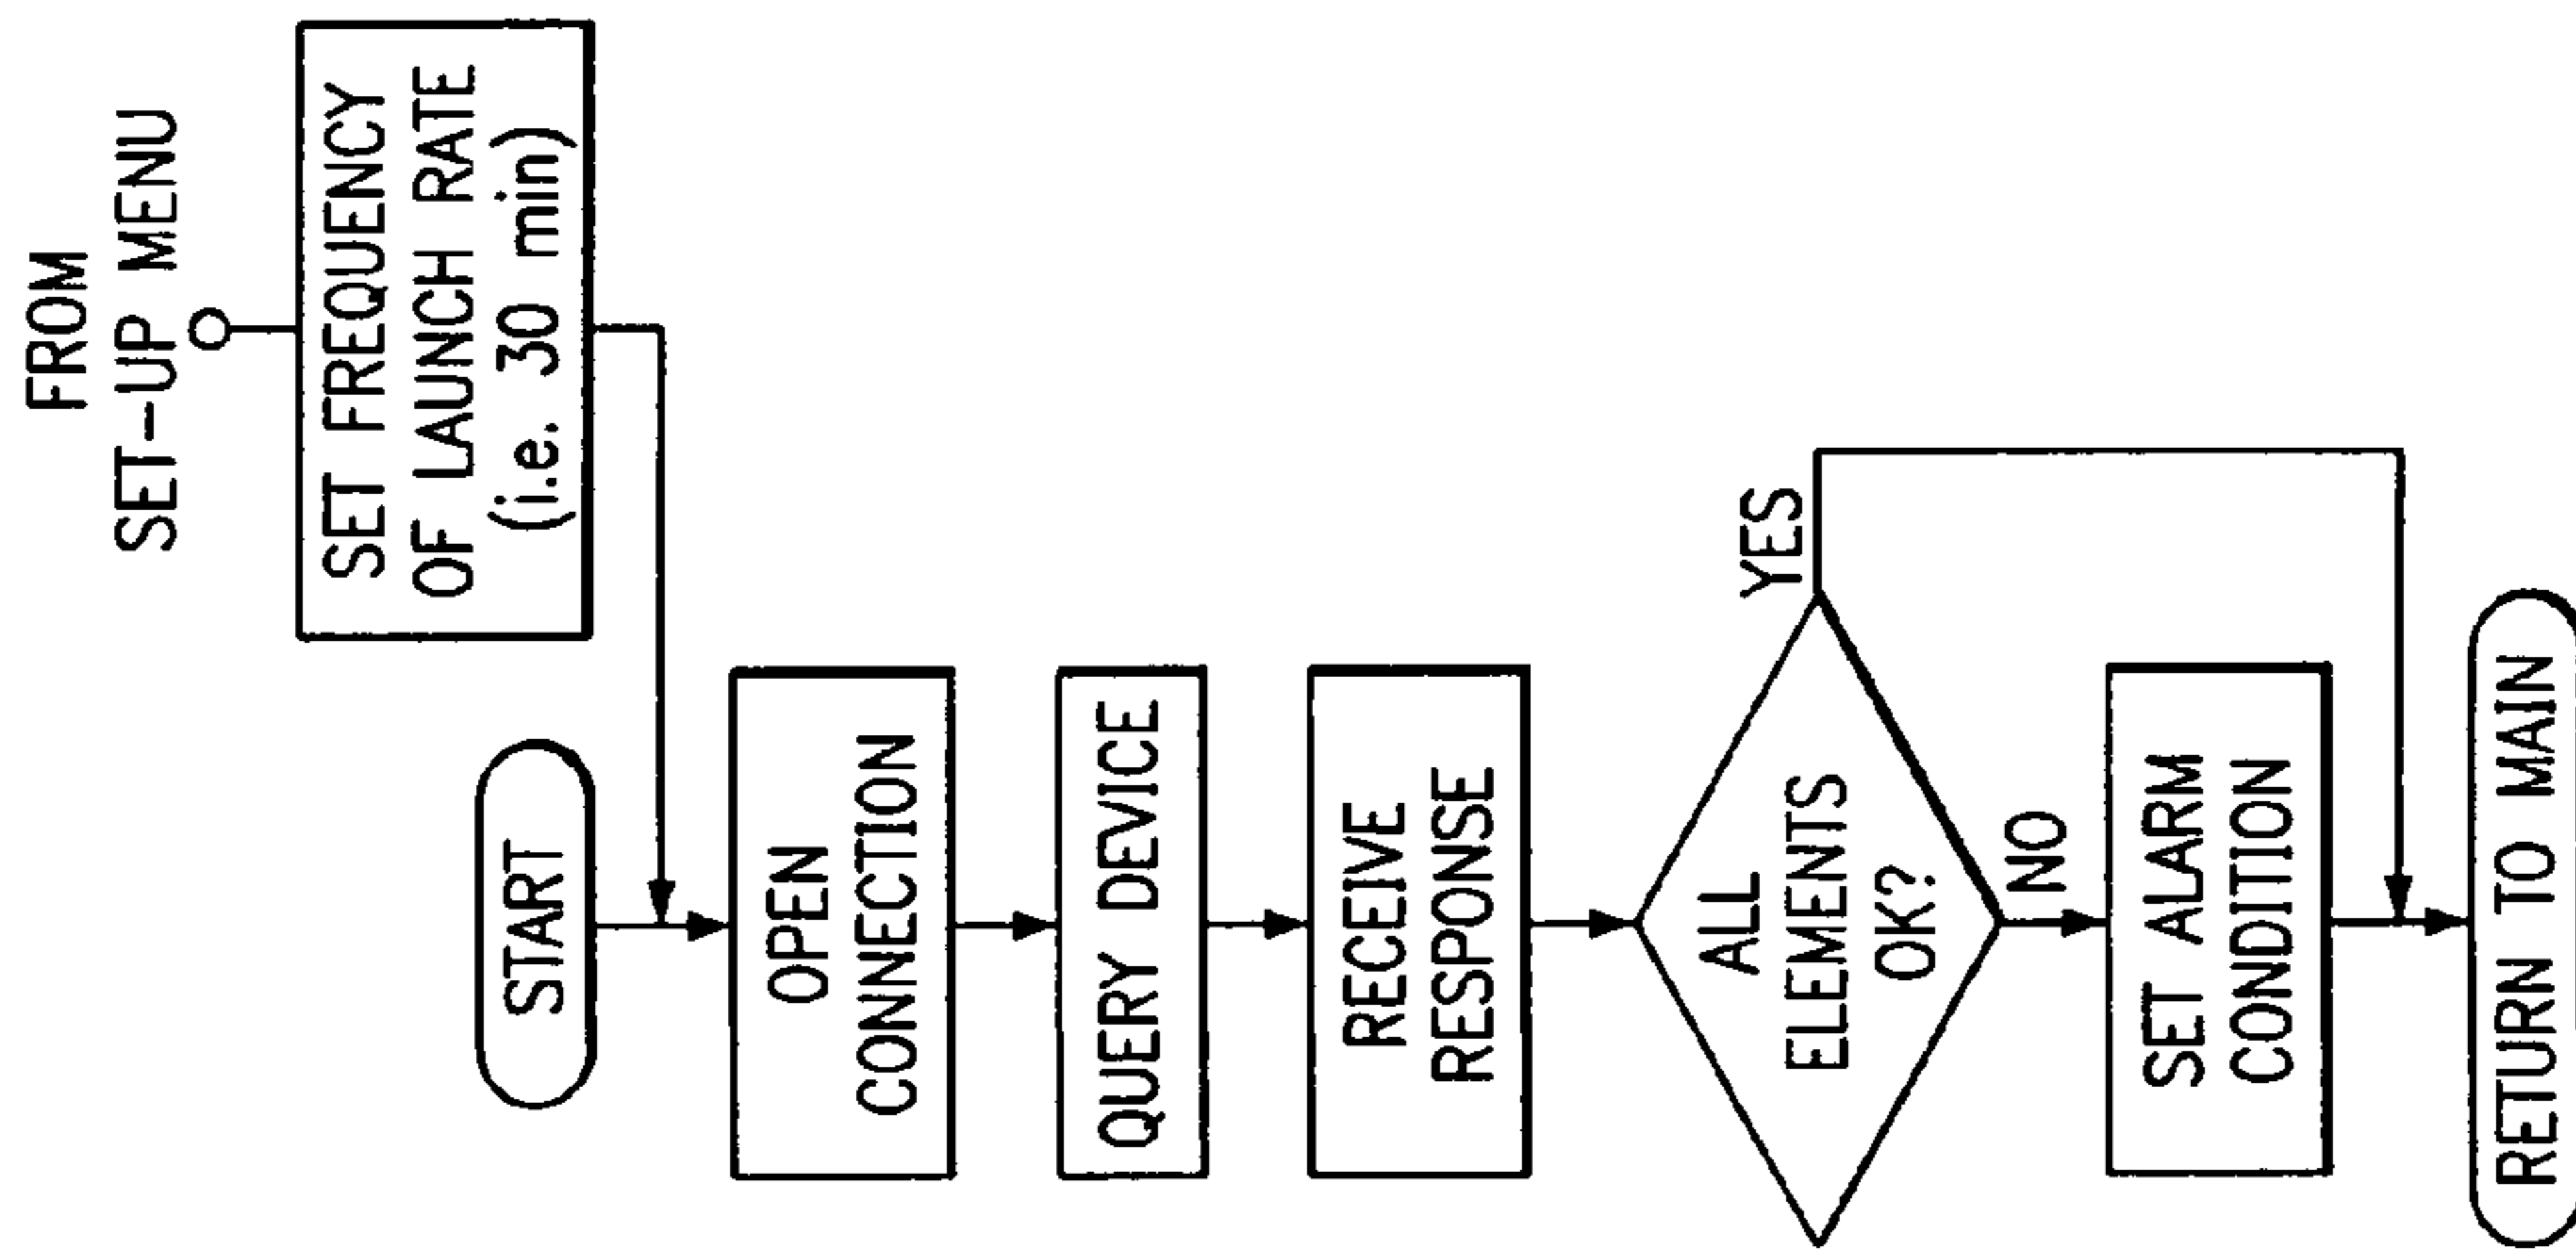 FROM
SET-UP MENU
SET FREQUENCY
OF LAUNCH RATE
(i.e. 30 min)
START
OPEN
CONNECTION
QUERY DEVICE
RECEIVE
RESPONSE
ALL
ELEMENTS
OK?
YES
NO
SET ALARM
CONDITION
RETURN TO MAIN